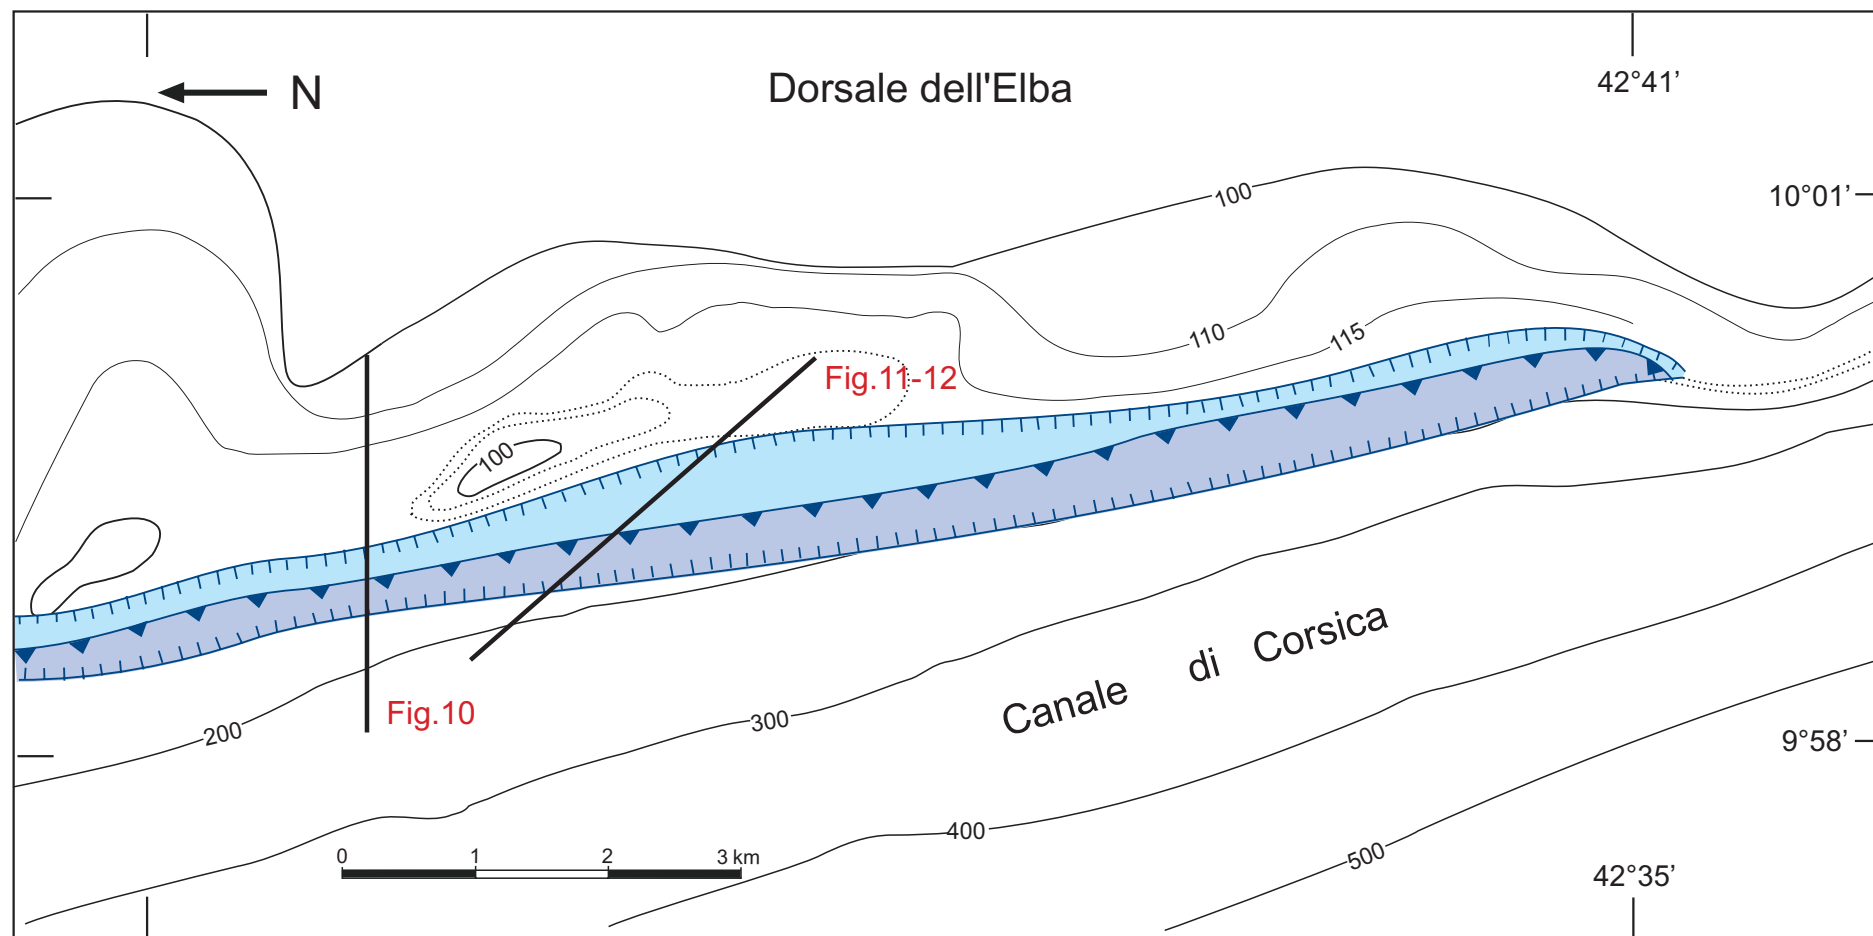 N
Dorsale dell'Elba
42°41’
10°01’
100
110
115
Fig.11-12
100
Canale di Corsica
Fig.10
200
300
9°58’
400
500
0 1 2 3 km
42°35’